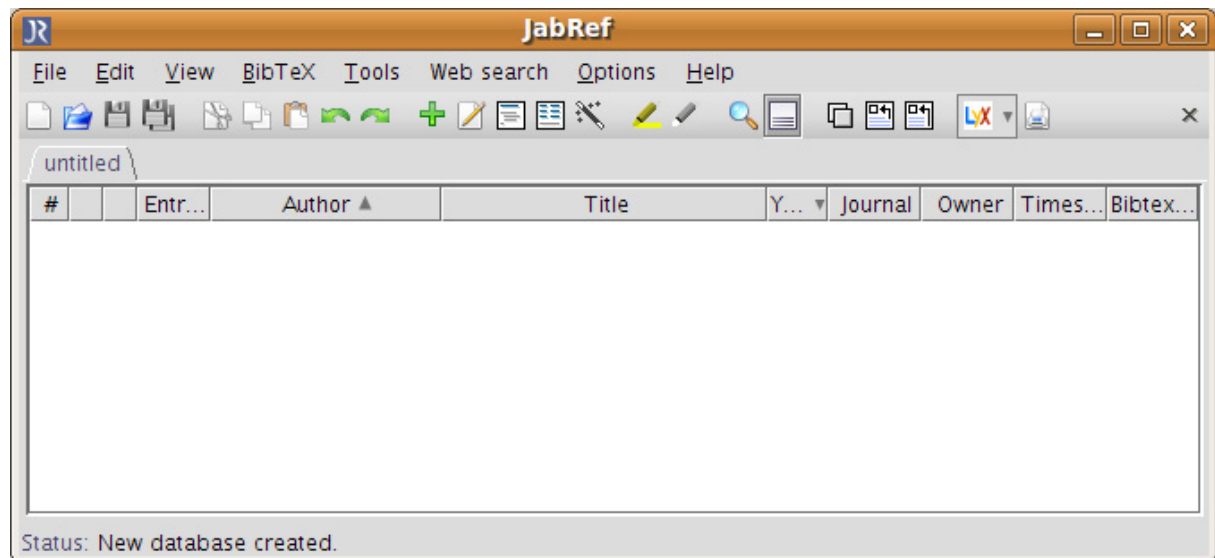 JabRef
File Edit View BibTeX Tools Web search Options Help
LyX
untitled
# Entr... Author Title Y... Journal Owner Times... Bibtex...
Status: New database created.